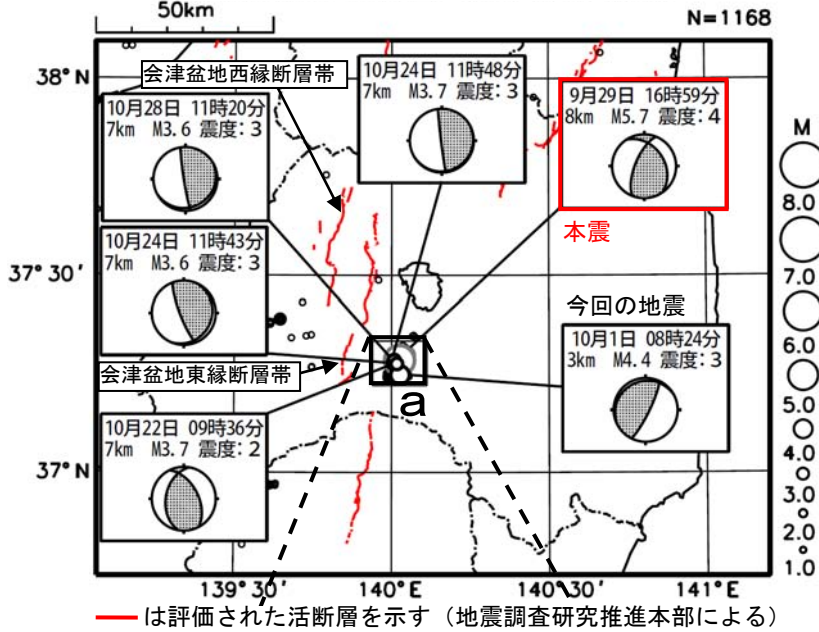 50km
N=1168
38°N
会津盆地西縁断層帯
10月24日 11時48分
7km M3.7 震度：3
9月29日 16時59分
8km M5.7 震度：4
本震
10月28日 11時20分
7km M3.6 震度：3
10月24日 11時43分
7km M3.6 震度：3
37°30′
今回の地震
10月1日 08時24分
3km M4.4 震度：3
会津盆地東縁断層帯
a
10月22日 09時36分
7km M3.7 震度：2
37°N
M
8.0
7.0
6.0
5.0
4.0
3.0
2.0
1.0
139°30′
140°E
140°30′
141°E
は評価された活断層を示す（地震調査研究推進本部による）